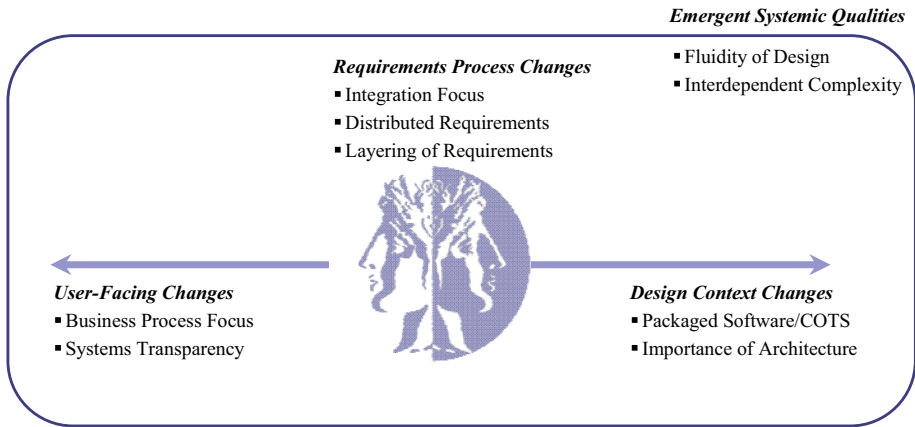 Emergent Systemic Qualities
▪ Fluidity of Design
▪ Interdependent Complexity
Requirements Process Changes
▪ Integration Focus
▪ Distributed Requirements
▪ Layering of Requirements
User-Facing Changes
▪ Business Process Focus
▪ Systems Transparency
Design Context Changes
▪ Packaged Software/COTS
▪ Importance of Architecture